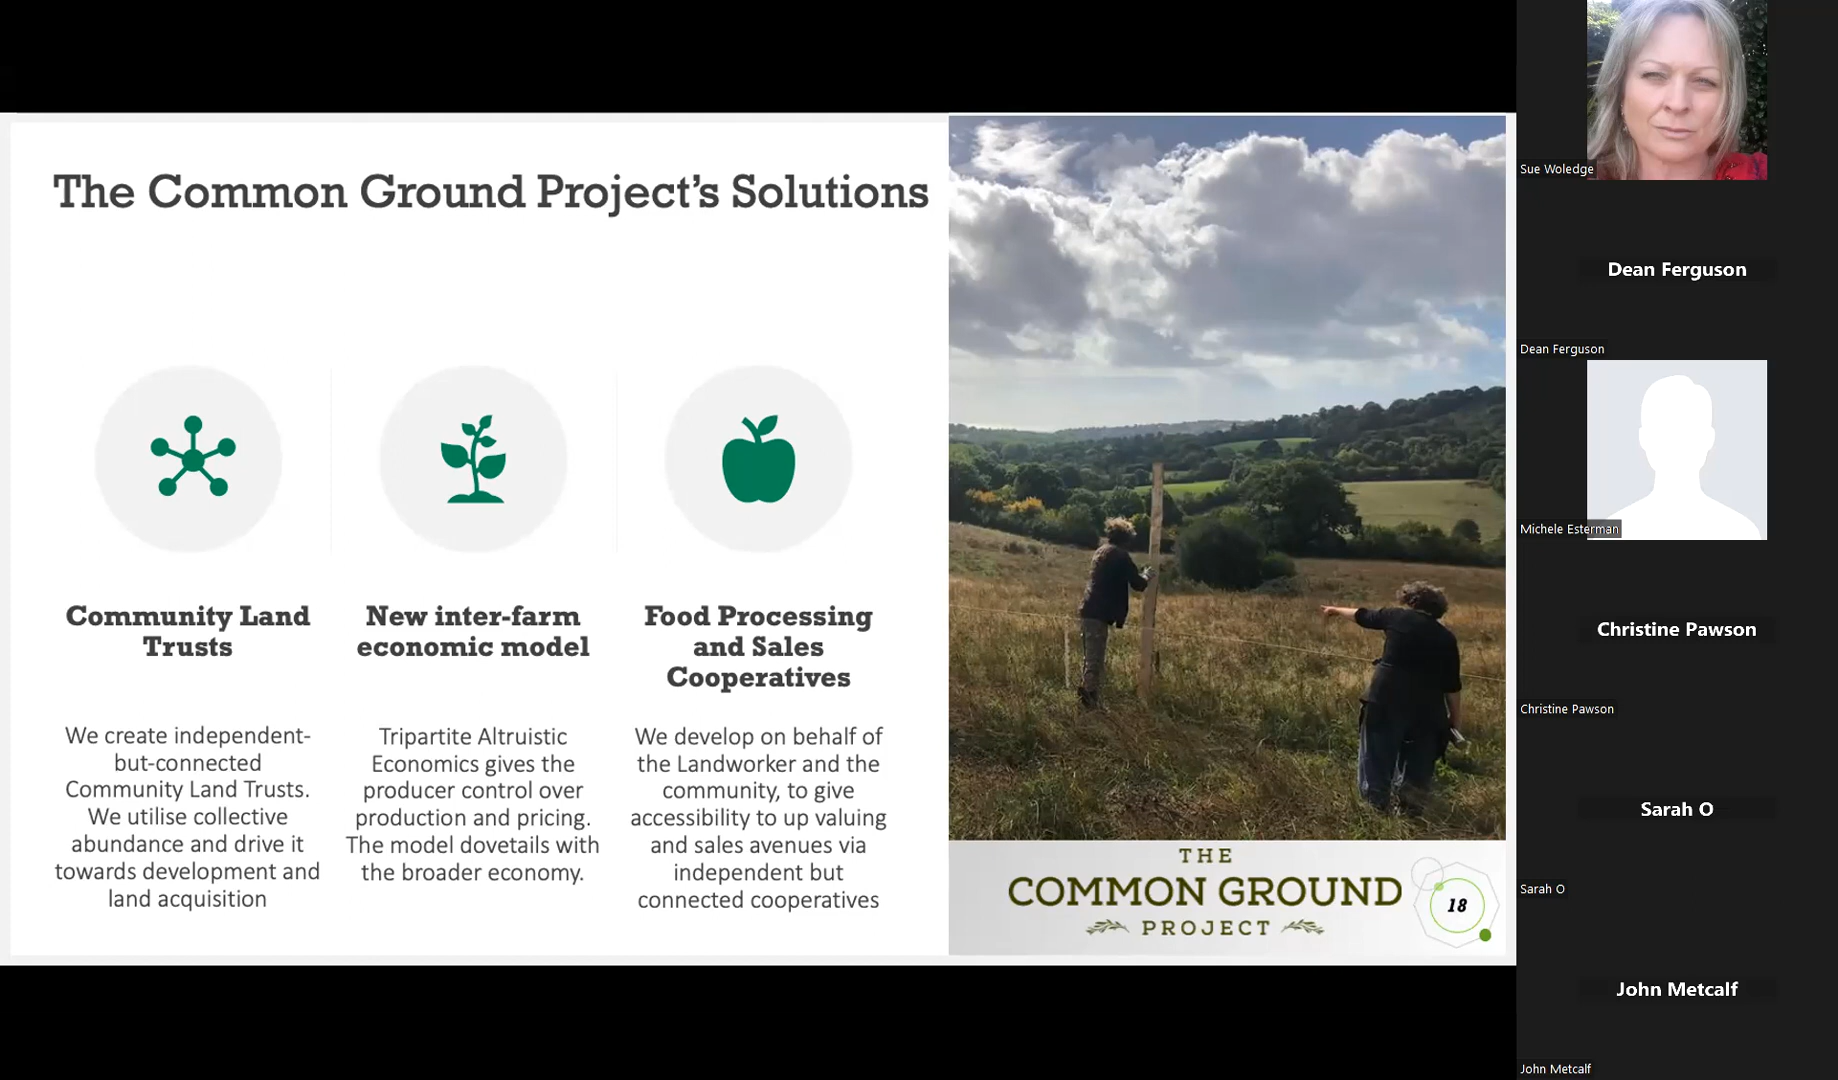 The Common Ground Project’s Solutions
Community Land
Trusts
We create independent-
but-connected
Community Land Trusts.
We utilise collective
abundance and drive it
towards development and
land acquisition
New inter-farm
economic model
Tripartite Altruistic
Economics gives the
producer control over
production and pricing.
The model dovetails with
the broader economy.
Food Processing
and Sales
Cooperatives
We develop on behalf of
the Landworker and the
community, to give
accessibility to up valuing
and sales avenues via
independent but
connected cooperatives
THE
COMMON GROUND
PROJECT
18
Sue Woledge
Dean Ferguson
Dean Ferguson
Michele Esterman
Christine Pawson
Christine Pawson
Sarah O
Sarah O
John Metcalf
John Metcalf